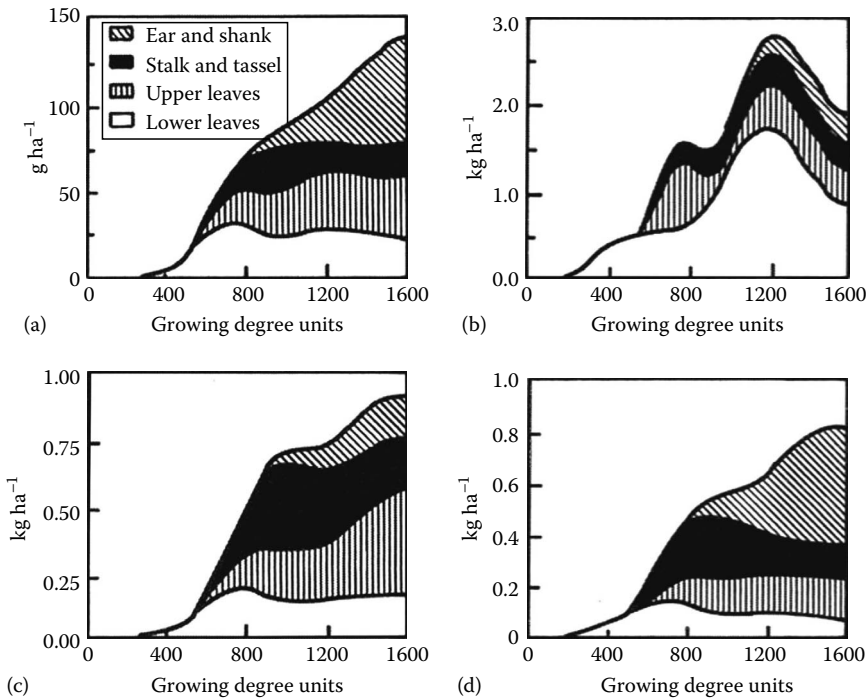 150
Ear and shank
Stalk and tassel
Upper leaves
Lower leaves
100
50
0
g ha⁻¹
0 400 800 1200 1600
(a) Growing degree units
3.0
2.0
1.0
0.0
kg ha⁻¹
0 400 800 1200 1600
(b) Growing degree units
1.00
0.75
0.50
0.25
0.00
kg ha⁻¹
0 400 800 1200 1600
(c) Growing degree units
1.0
0.8
0.6
0.4
0.2
0
kg ha⁻¹
0 400 800 1200 1600
(d) Growing degree units